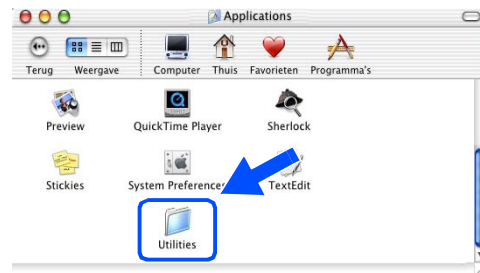 Applications
Terug Weergave Computer Thuis Favorieten Programma's
Preview QuickTime Player Sherlock
Stickies System Preferences TextEdit
Utilities